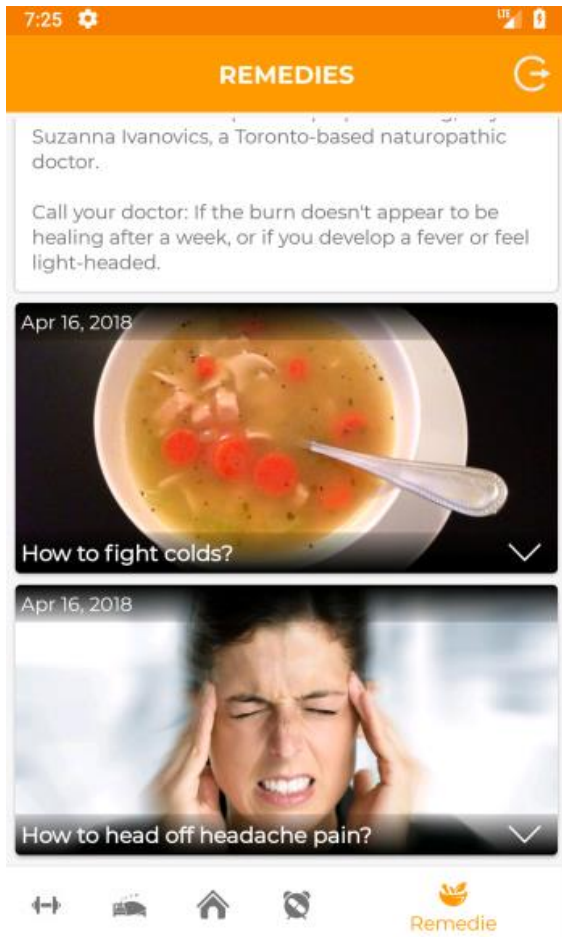 7:25
LTE
REMEDIES
Suzanna Ivanovics, a Toronto-based naturopathic
doctor.
Call your doctor: If the burn doesn't appear to be
healing after a week, or if you develop a fever or feel
light-headed.
Apr 16, 2018
How to fight colds?
Apr 16, 2018
How to head off headache pain?
Remedie